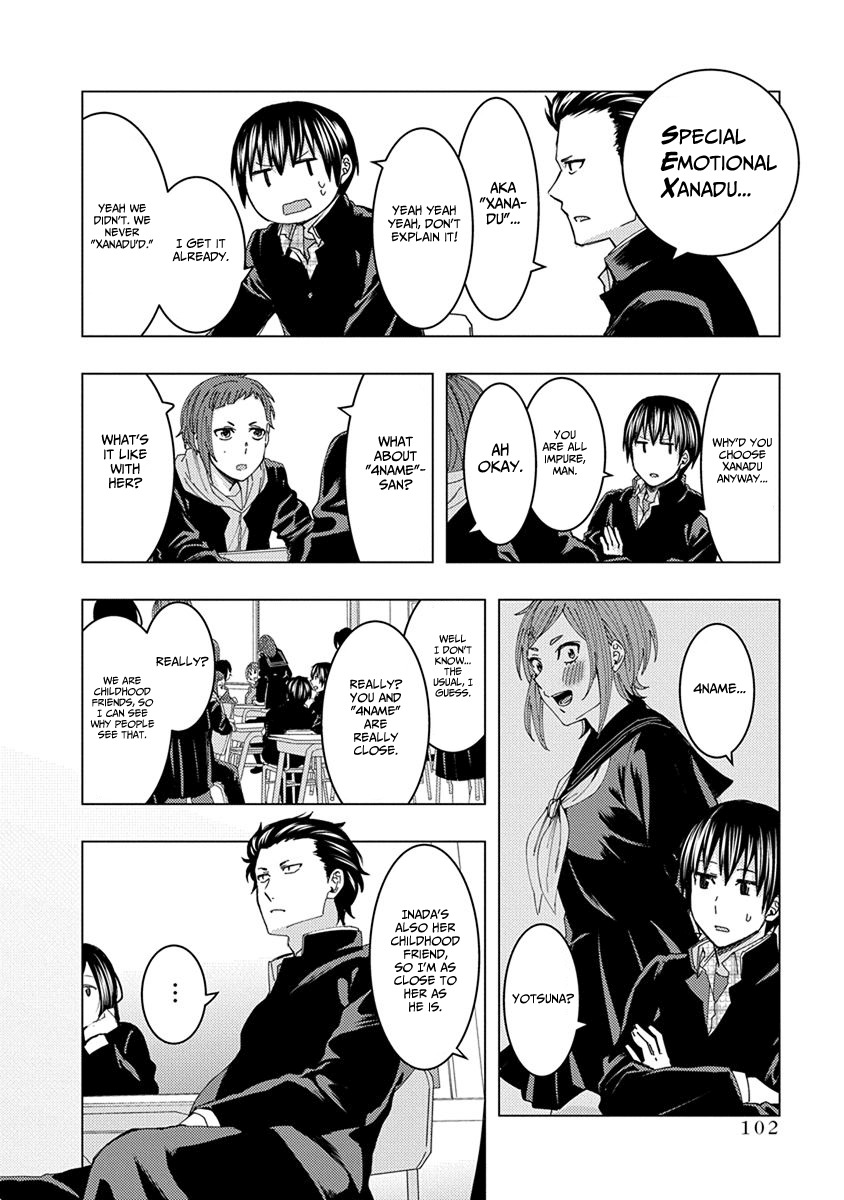 SPECIAL
EMOTIONAL
XANADU...
AKA
"XANA-
DU"...
YEAH YEAH
YEAH, DON'T
EXPLAIN IT!
I GET IT
ALREADY.
YEAH WE
DIDN'T. WE
NEVER
"XANADU'D."
WHY'D YOU
CHOOSE
XANADU
ANYWAY...
YOU ARE
ALL
IMPURE,
MAN.
AH
OKAY.
WHAT
ABOUT
"4NAME"-
SAN?
WHAT'S
IT LIKE
WITH
HER?
4NAME...
YOTSUNA?
WELL
I DON'T
KNOW...
THE
USUAL, I
GUESS.
REALLY?
YOU AND
"4NAME"
ARE
REALLY
CLOSE.
REALLY?
WE ARE
CHILDHOOD
FRIENDS, SO
I CAN SEE
WHY PEOPLE
SEE THAT.
INADA'S
ALSO HER
CHILDHOOD
FRIEND,
SO I'M AS
CLOSE TO
HER AS
HE IS.
...
102